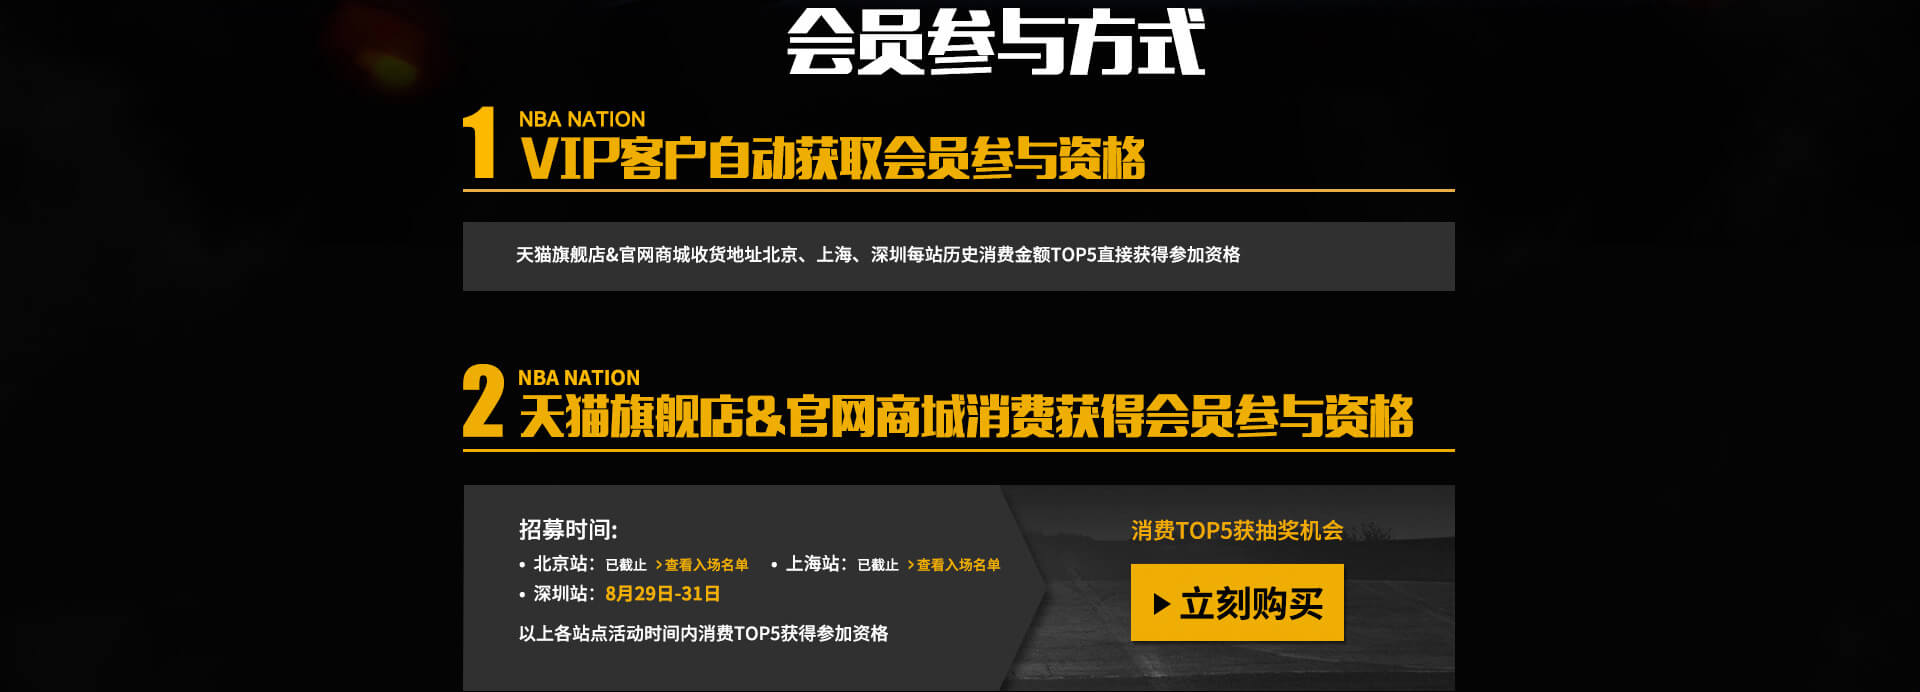 会员参与方式
1
NBA NATION
VIP客户自动获取会员参与资格
天猫旗舰店&官网商城收货地址北京、上海、深圳每站历史消费金额TOP5直接获得参加资格
2
NBA NATION
天猫旗舰店&官网商城消费获得会员参与资格
招募时间:
• 北京站：已截止 >查看入场名单 • 上海站：已截止 >查看入场名单
• 深圳站：8月29日-31日
以上各站点活动时间内消费TOP5获得参加资格
消费TOP5获抽奖机会
立刻购买